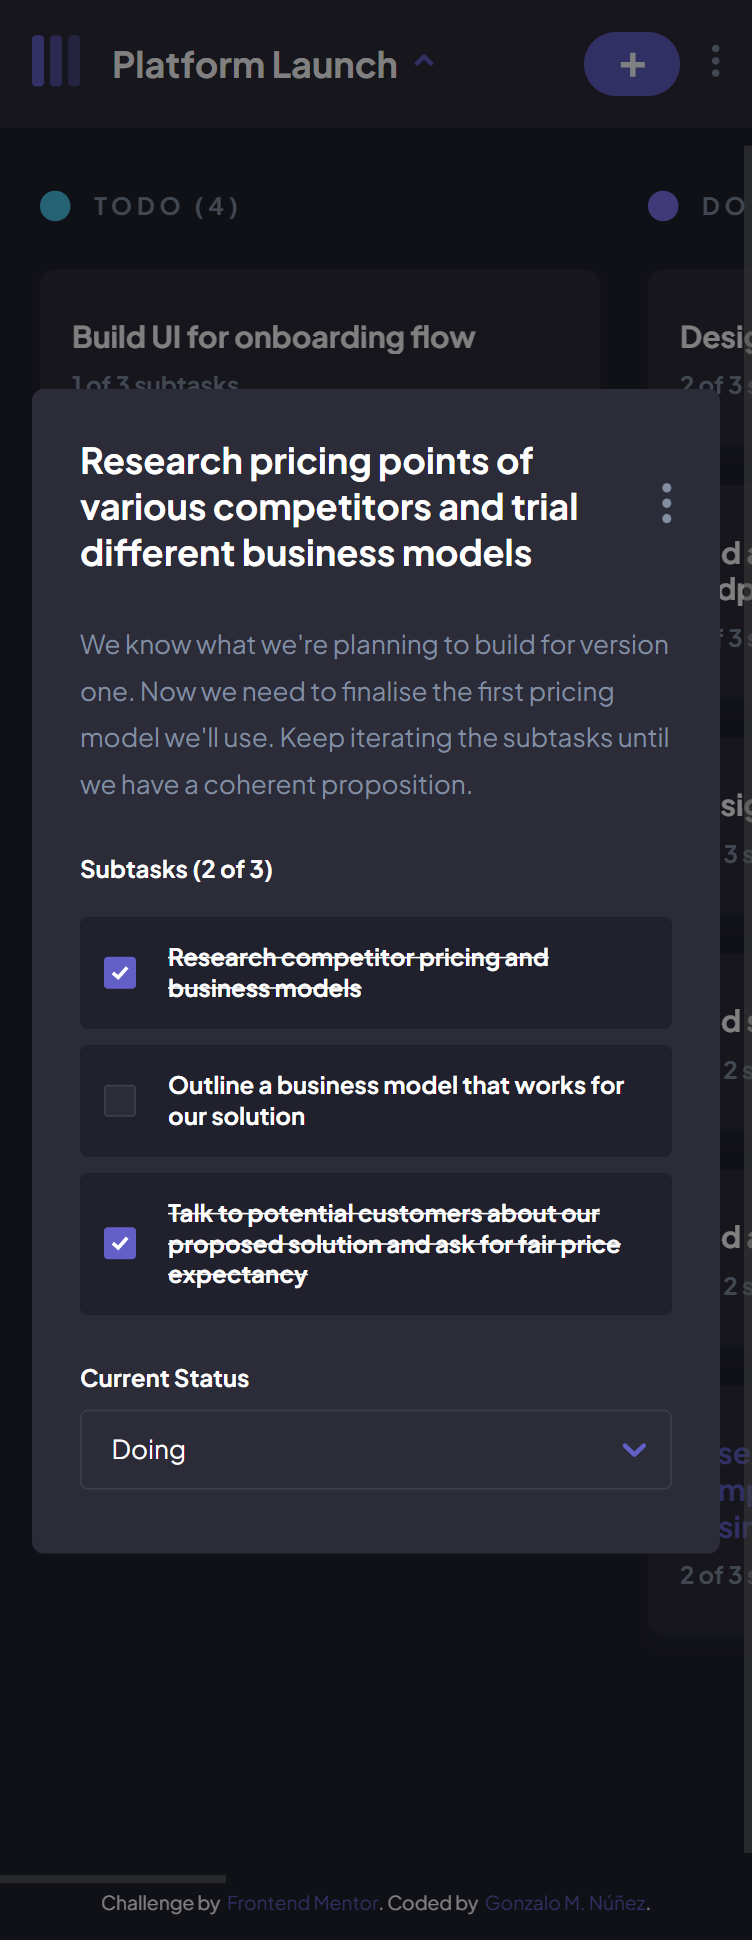 Platform Launch
TODO (4)
DO
Build UI for onboarding flow
1 of 3 subtasks
Desig
2 of 3 s
Research pricing points of
various competitors and trial
different business models
We know what we're planning to build for version
one. Now we need to finalise the first pricing
model we'll use. Keep iterating the subtasks until
we have a coherent proposition.
Subtasks (2 of 3)
Research competitor pricing and
business models
Outline a business model that works for
our solution
Talk to potential customers about our
proposed solution and ask for fair price
expectancy
Current Status
Doing
2 of 3 s
Challenge by Frontend Mentor. Coded by Gonzalo M. Núñez.